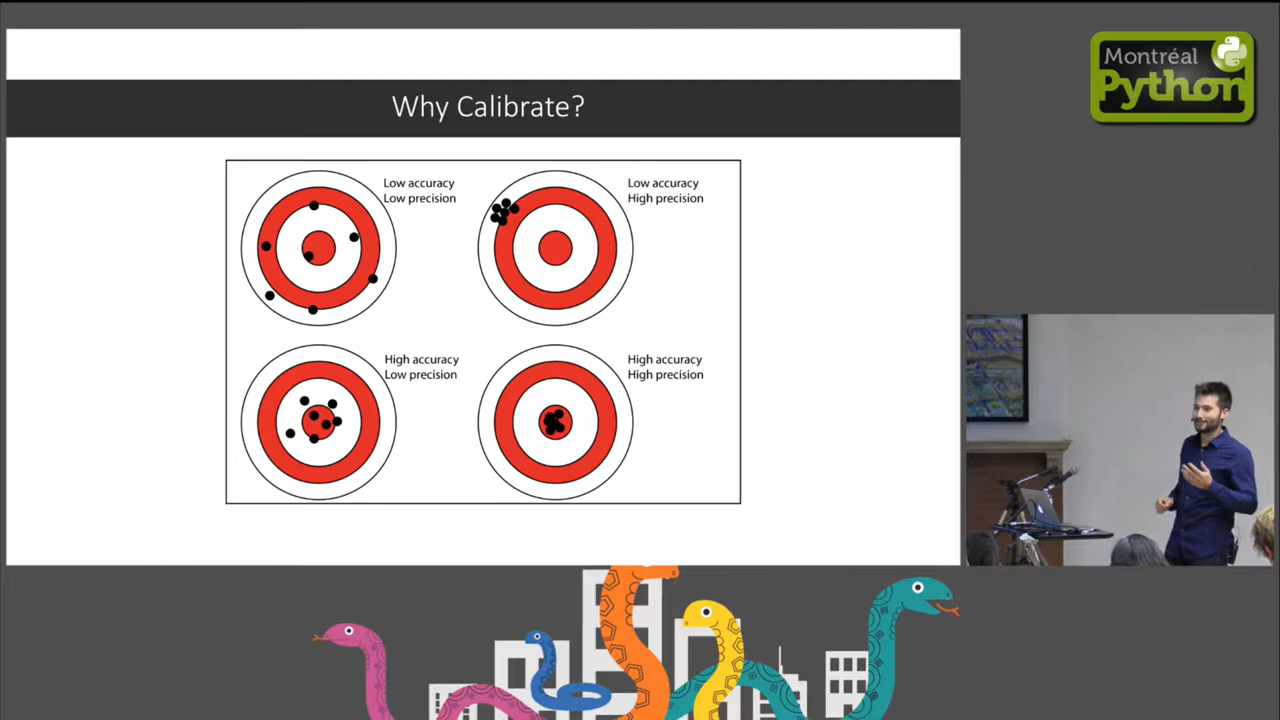 Montréal
Python
Why Calibrate?
Low accuracy
Low precision
Low accuracy
High precision
High accuracy
Low precision
High accuracy
High precision